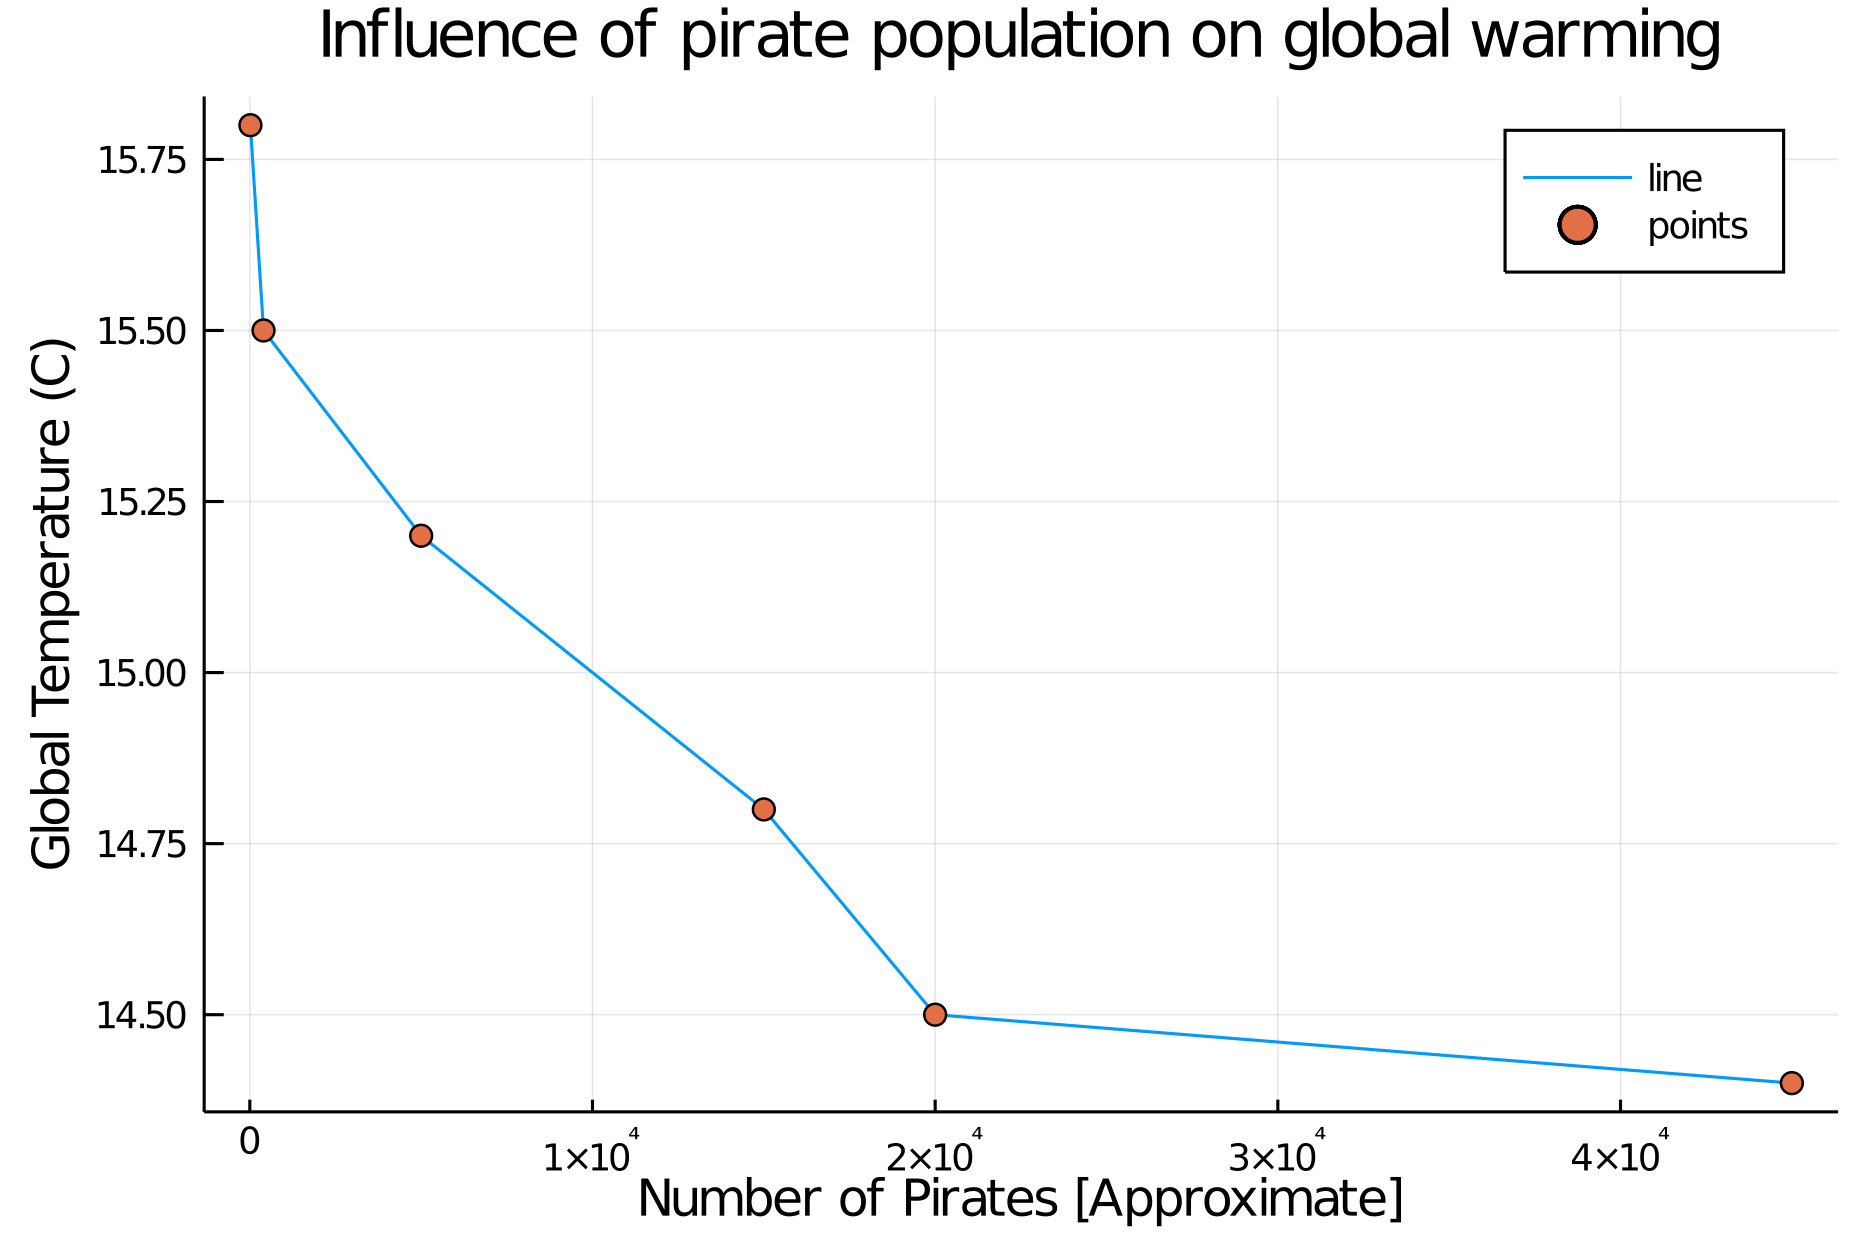 Influence of pirate population on global warming
line
points
Global Temperature (C)
15.75
15.50
15.25
15.00
14.75
14.50
0
1×10⁴
2×10⁴
3×10⁴
4×10⁴
Number of Pirates [Approximate]